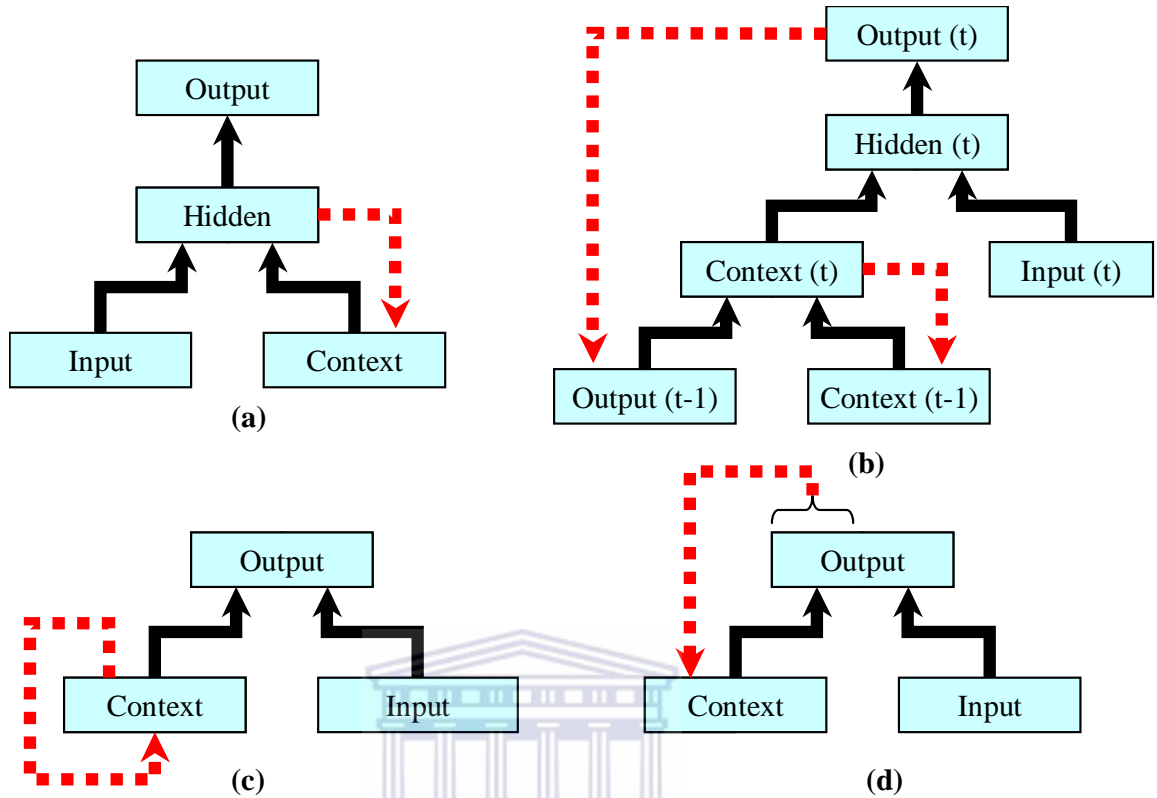 Output
Hidden
Input
Context
(a)
Output (t)
Hidden (t)
Context (t)
Input (t)
Output (t-1)
Context (t-1)
(b)
Output
Context
Input
(c)
Output
Context
Input
(d)